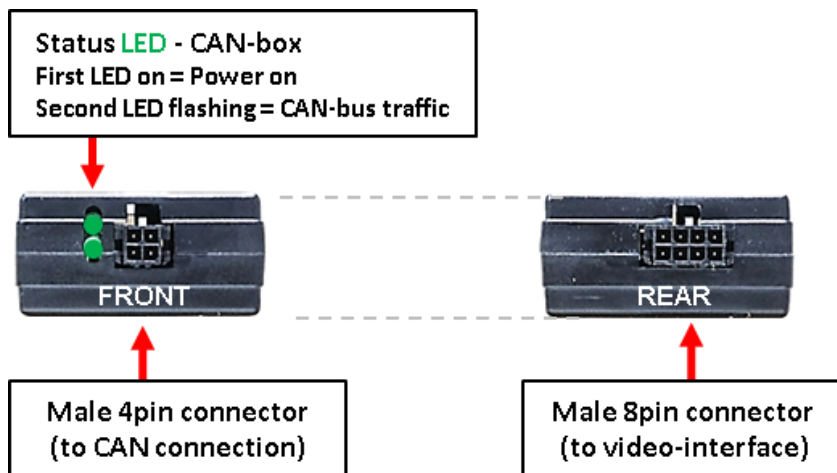 Status LED - CAN-box
First LED on = Power on
Second LED flashing = CAN-bus traffic
FRONT
REAR
Male 4pin connector
(to CAN connection)
Male 8pin connector
(to video-interface)